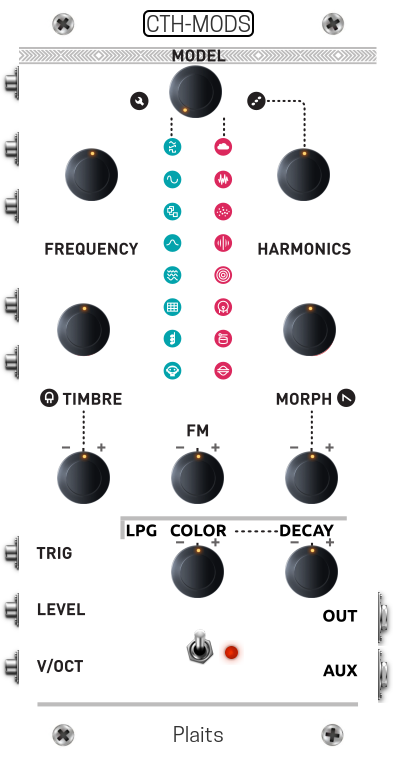 CTH-MODS
MODEL
FREQUENCY
HARMONICS
TIMBRE
MORPH
FM
− +
− +
− +
LPG COLOR DECAY
− +
− +
TRIG
LEVEL
OUT
V/OCT
AUX
Plaits